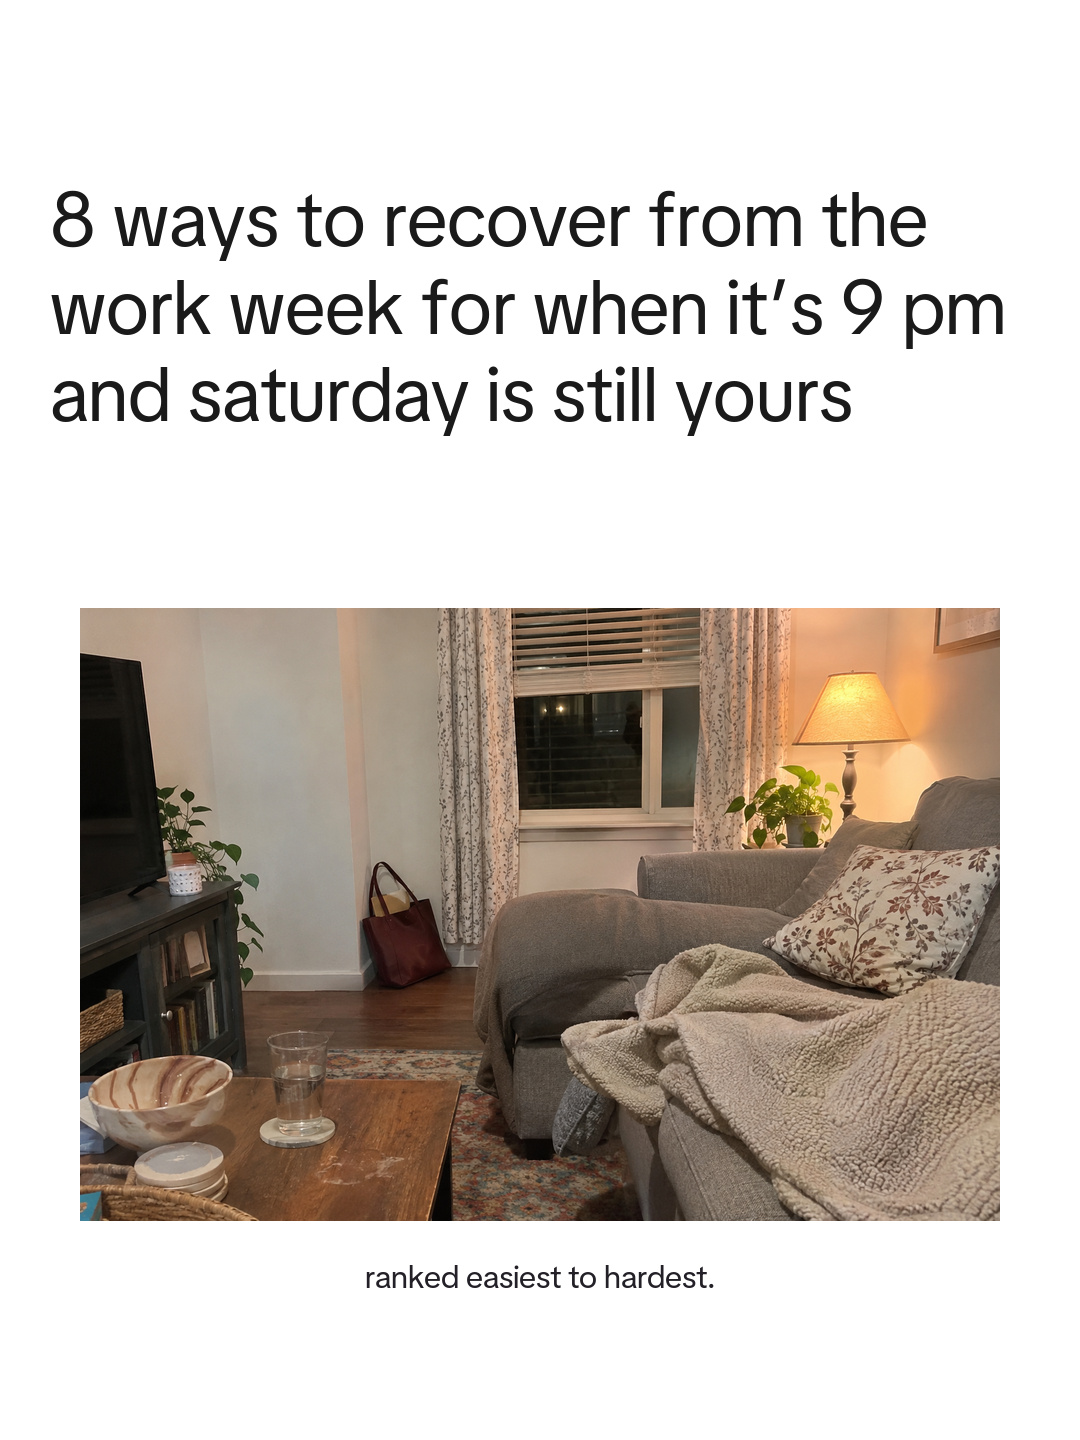 8 ways to recover from the
work week for when it’s 9 pm
and saturday is still yours
ranked easiest to hardest.